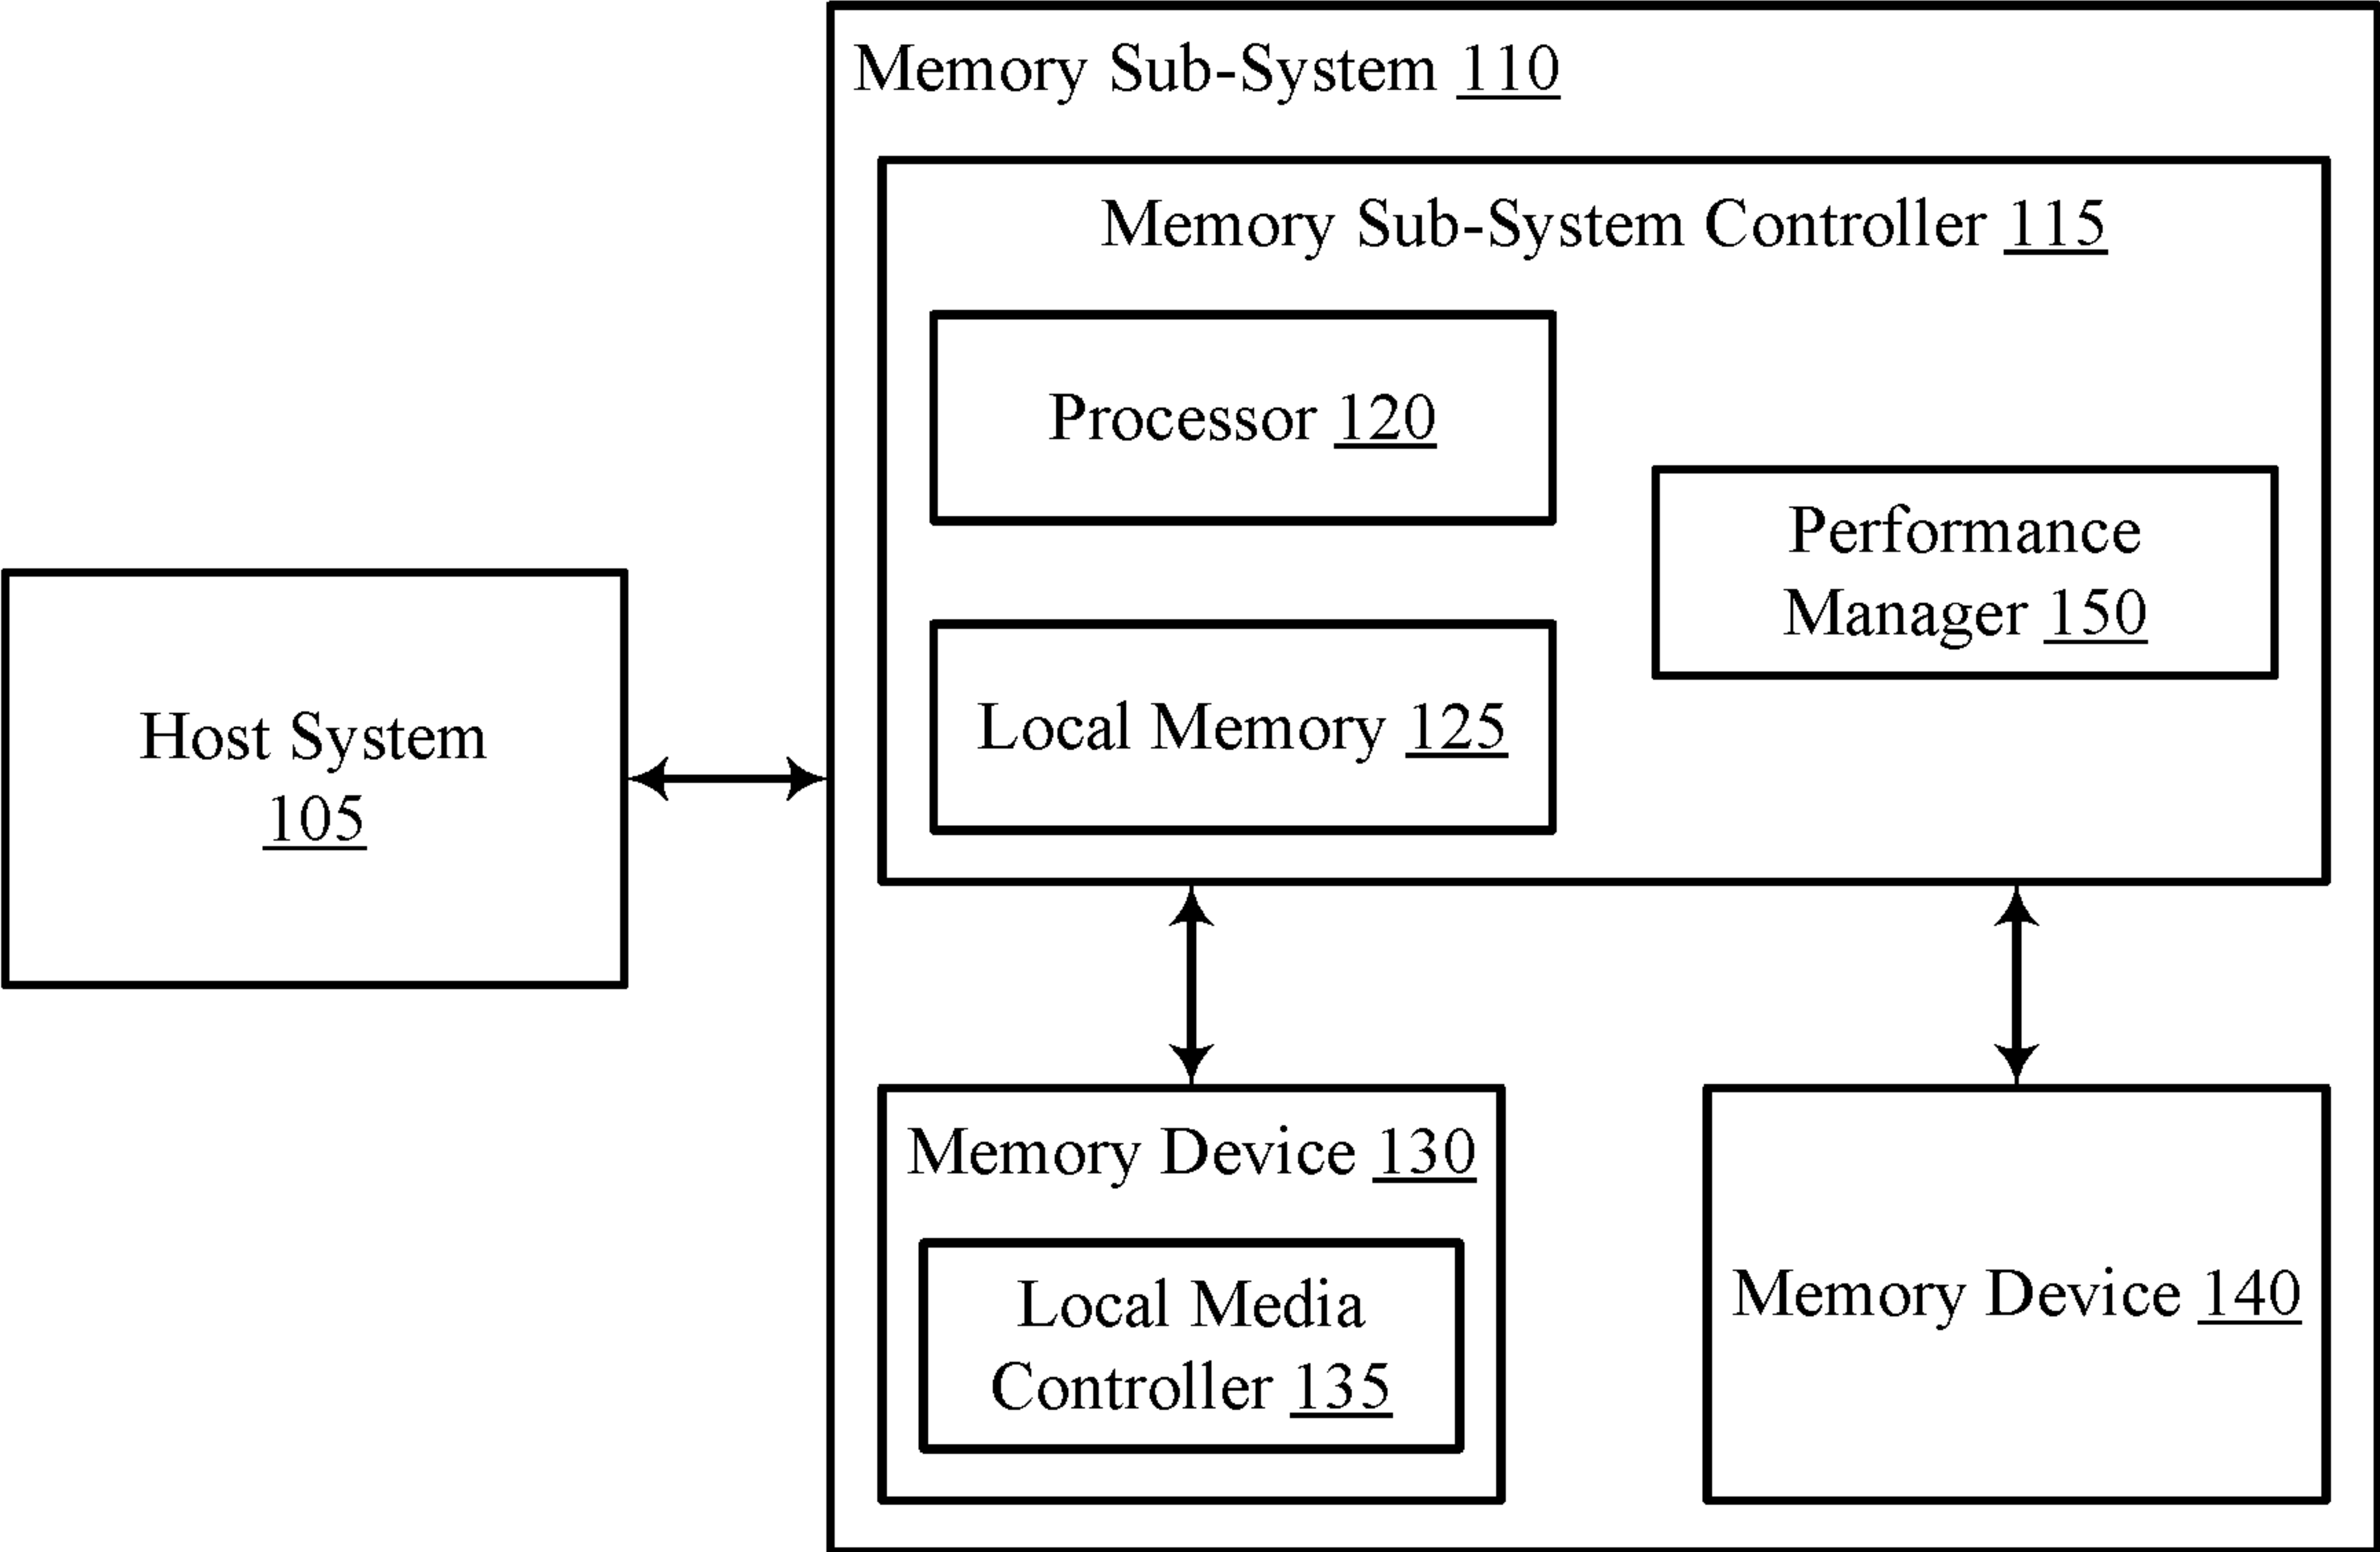 Memory Sub-System 110
Memory Sub-System Controller 115
Processor 120
Performance
Manager 150
Local Memory 125
Host System
105
Memory Device 130
Local Media
Controller 135
Memory Device 140